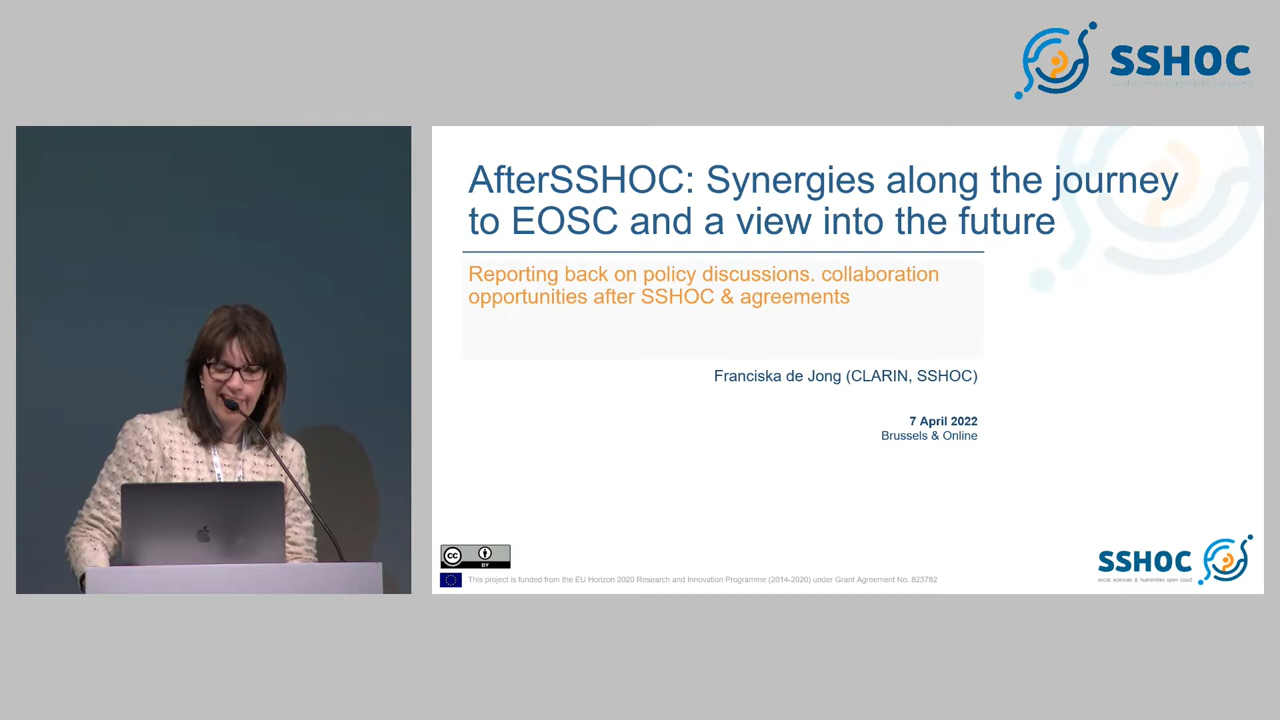 SSHOC
AfterSSHOC: Synergies along the journey
to EOSC and a view into the future
Reporting back on policy discussions. collaboration
opportunities after SSHOC & agreements
Franciska de Jong (CLARIN, SSHOC)
7 April 2022
Brussels & Online
CC
BY
This project is funded from the EU Horizon 2020 Research and Innovation Programme (2014-2020) under Grant Agreement No. 823782
SSHOC
social sciences & humanities open cloud